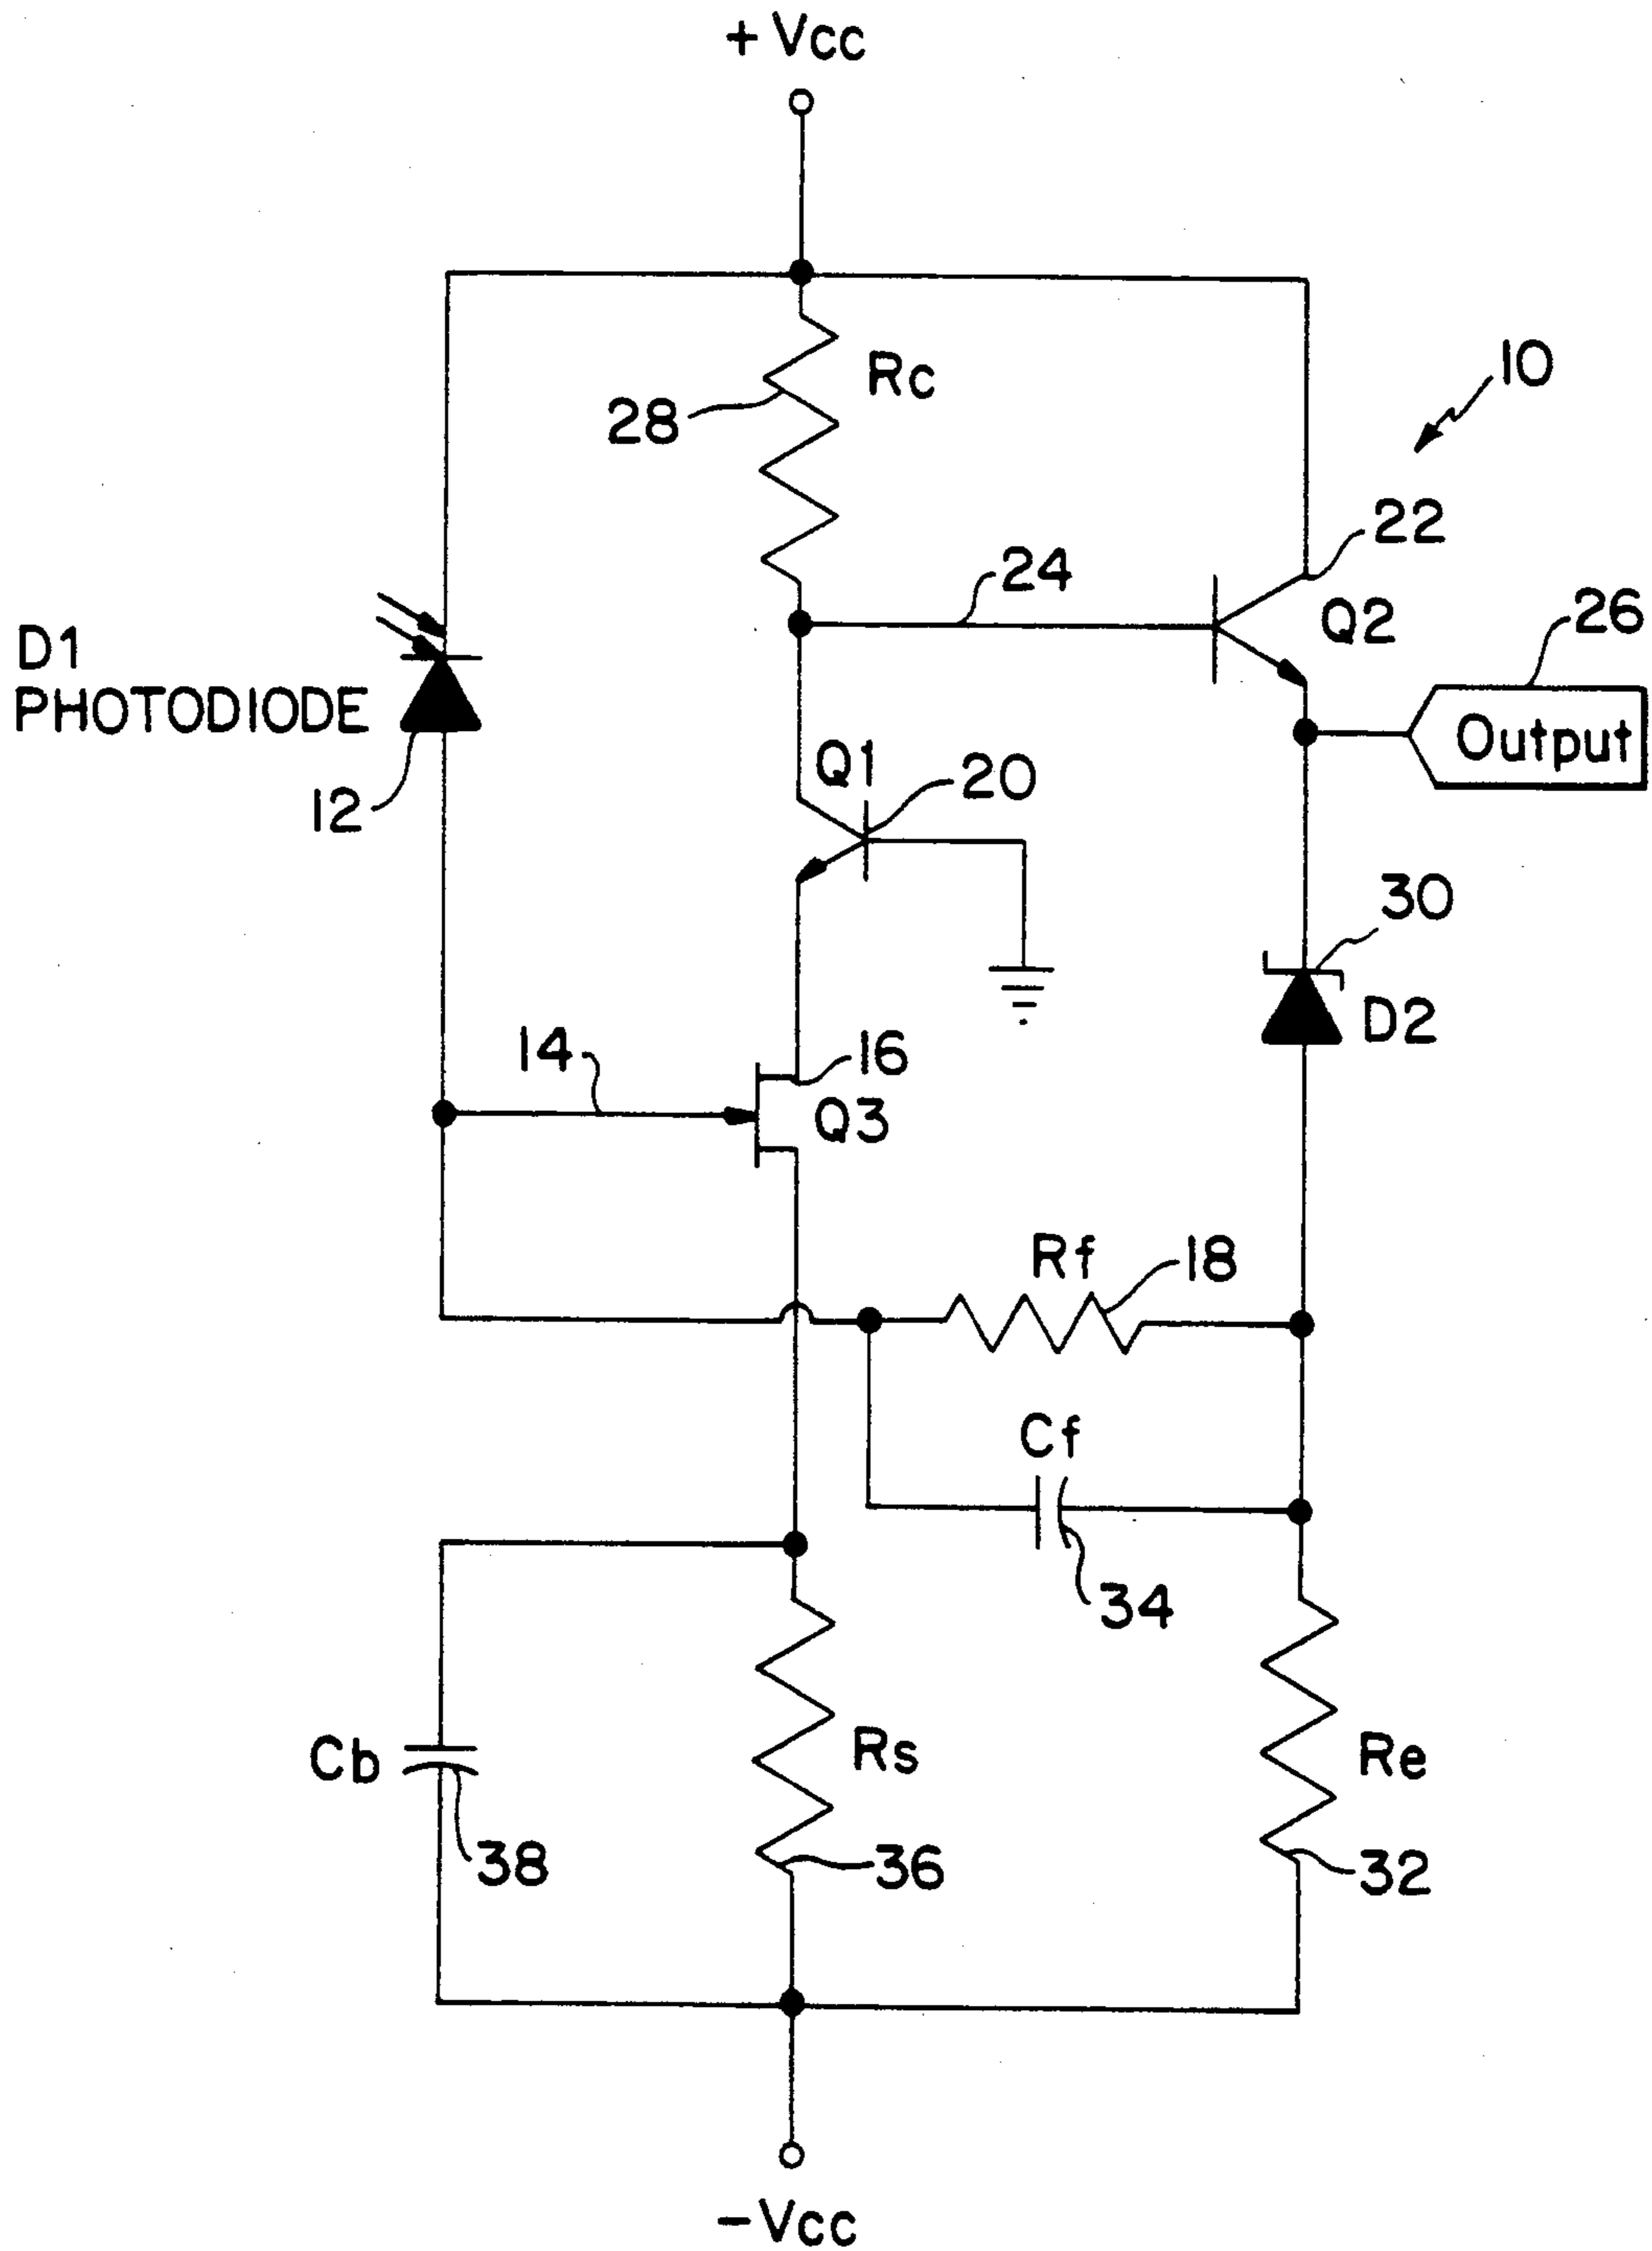 + Vcc
Rc
28
10
24
22
Q2
26
Output
D1
PHOTODIODE
12
Q1
20
30
D2
14
16
Q3
Rf
18
Cf
34
Cb
38
Rs
36
Re
32
-Vcc